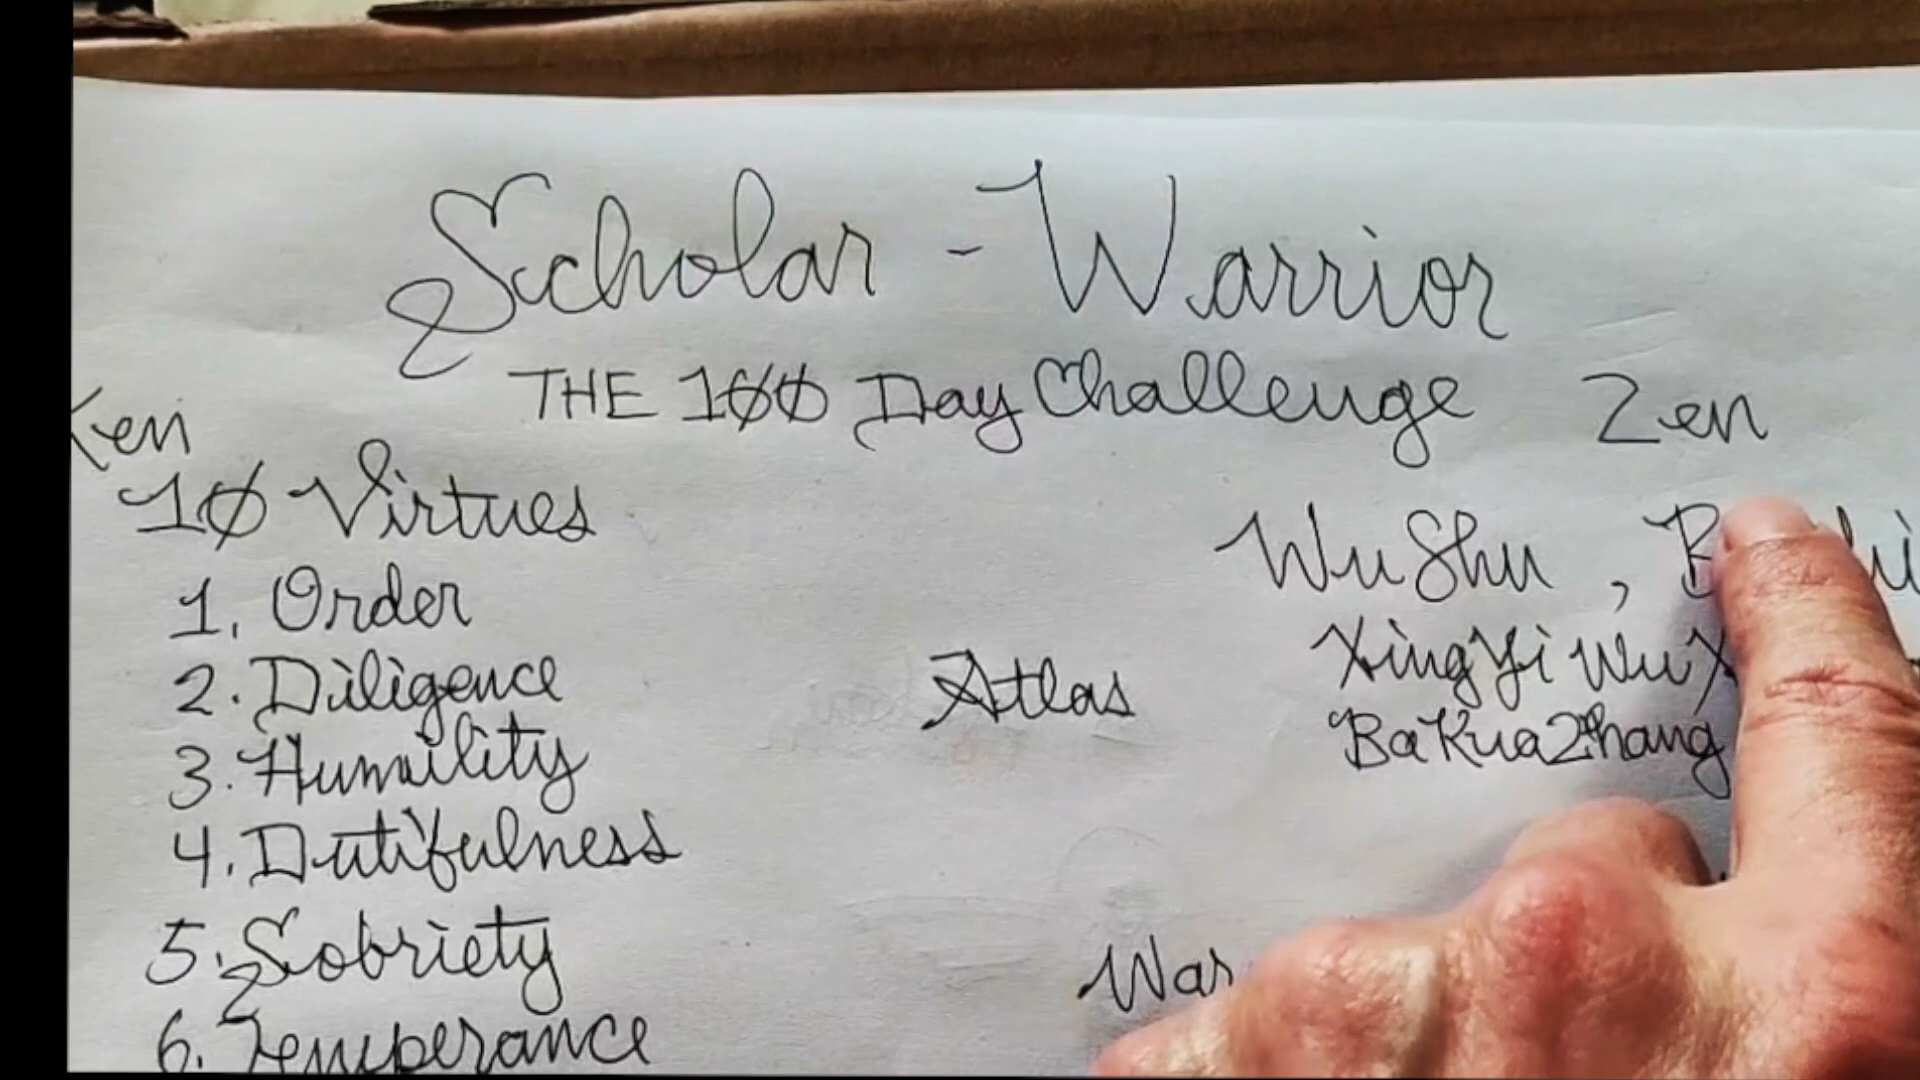 Scholar - Warrior
THE 100 Day Challenge
Zen
Ken
10 Virtues
1. Order
2. Diligence
3. Humility
4. Dutifulness
5. Sobriety
6. Temperance
Atlas
WuShu ,
XingYi Wu
BaKuaZhang